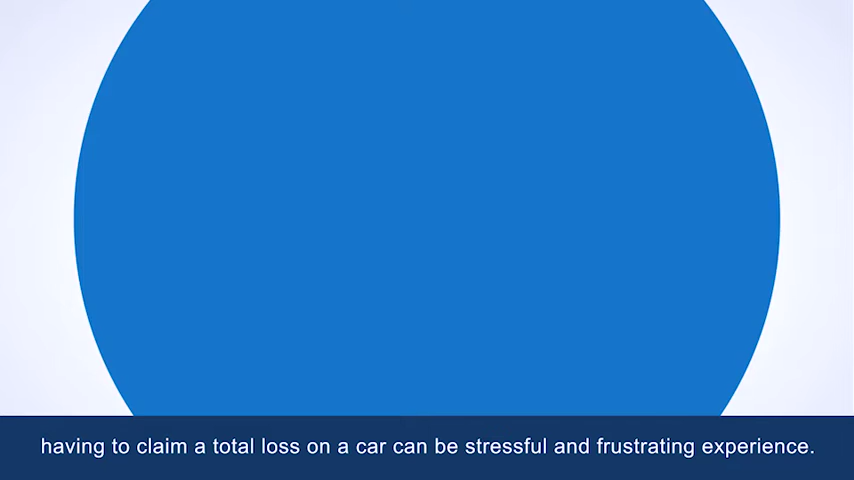 having to claim a total loss on a car can be stressful and frustrating experience.